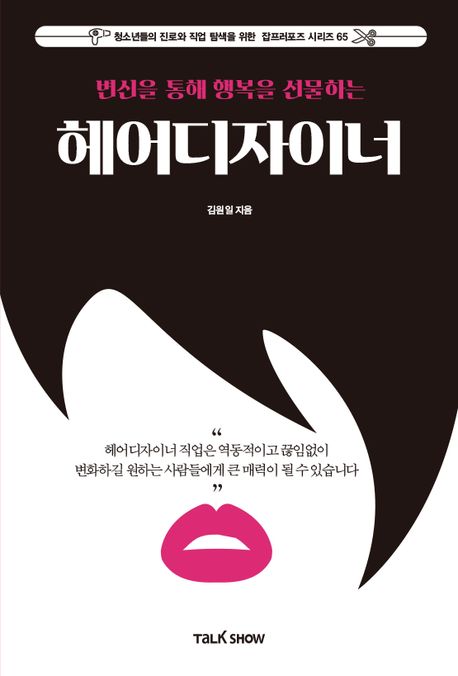 청소년들의 진로와 직업 탐색을 위한 잡프러포즈 시리즈 65
변신을 통해 행복을 선물하는
헤어디자이너
김원일 지음
“
헤어디자이너 직업은 역동적이고 끊임없이
변화하길 원하는 사람들에게 큰 매력이 될 수 있습니다
”
TALK SHOW